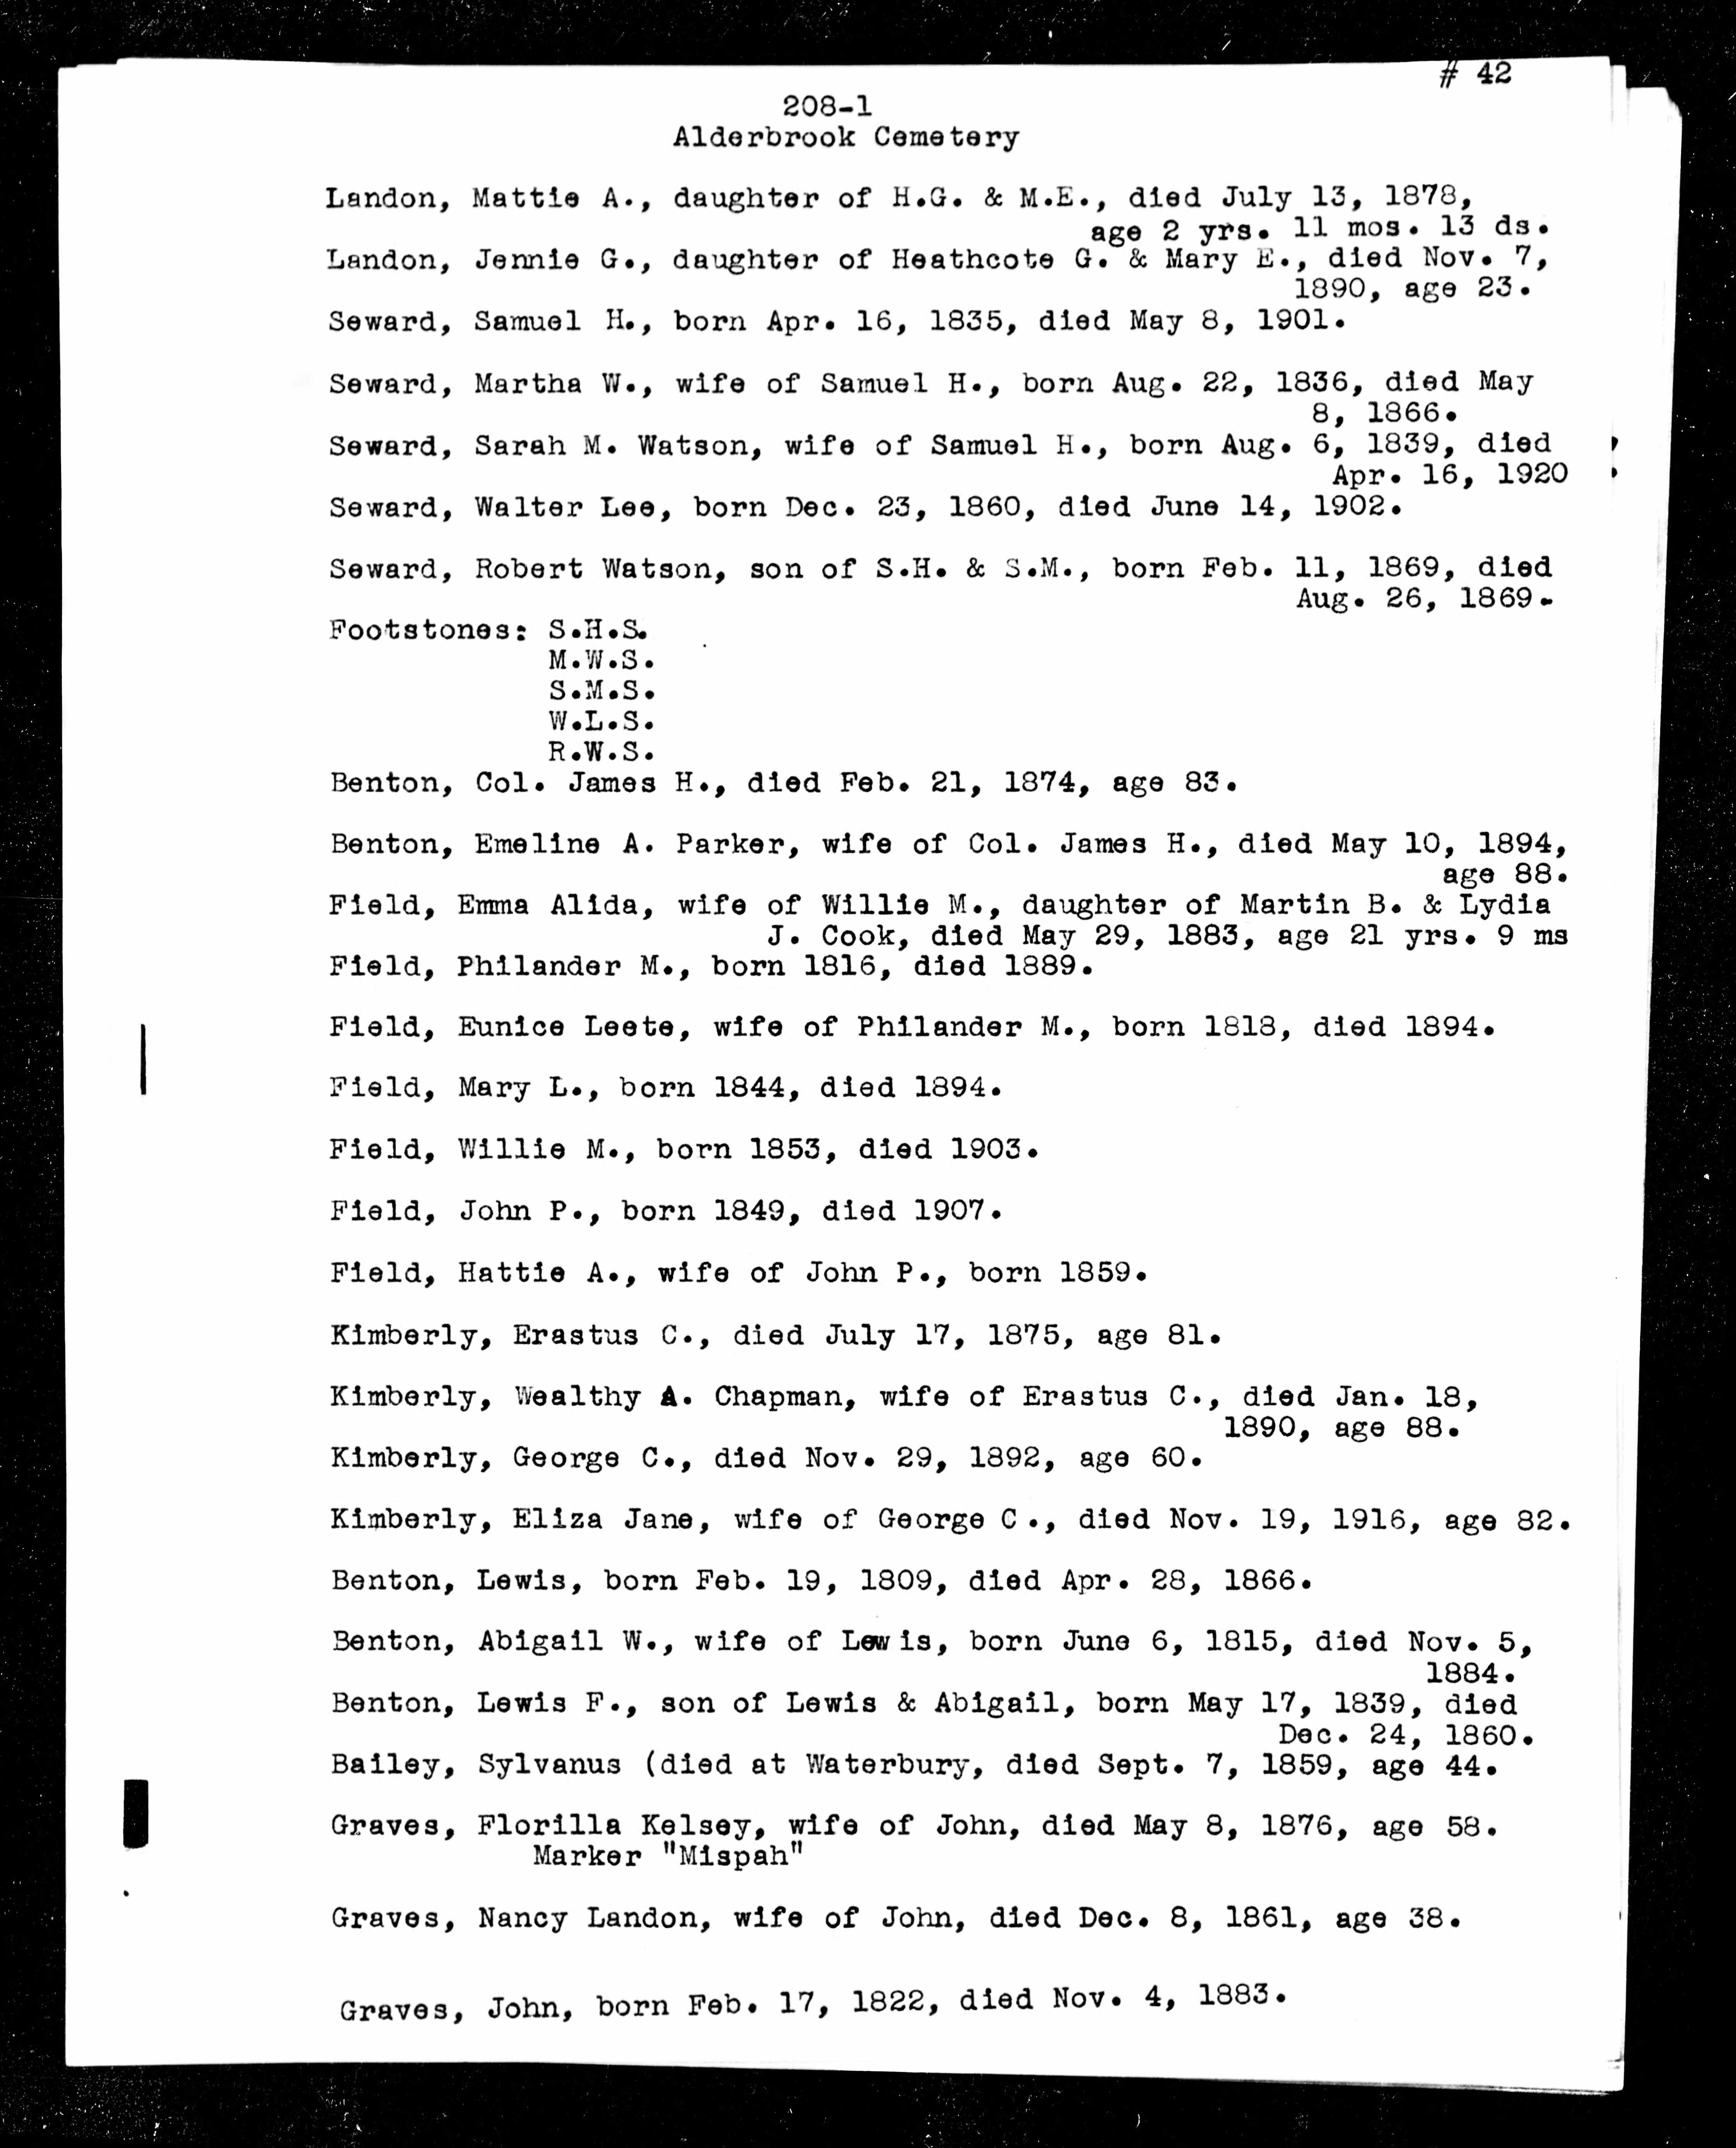 # 42
208-1
Alderbrook Cemetery
Landon, Mattie A., daughter of H.G. & M.E., died July 13, 1878,
age 2 yrs. 11 mos. 13 ds.
Landon, Jennie G., daughter of Heathcote G. & Mary E., died Nov. 7,
1890, age 23.
Seward, Samuel H., born Apr. 16, 1835, died May 8, 1901.
Seward, Martha W., wife of Samuel H., born Aug. 22, 1836, died May
8, 1866.
Seward, Sarah M. Watson, wife of Samuel H., born Aug. 6, 1839, died
Apr. 16, 1920
Seward, Walter Lee, born Dec. 23, 1860, died June 14, 1902.
Seward, Robert Watson, son of S.H. & S.M., born Feb. 11, 1869, died
Aug. 26, 1869.
Footstones: S.H.S.
M.W.S.
S.M.S.
W.L.S.
R.W.S.
Benton, Col. James H., died Feb. 21, 1874, age 83.
Benton, Emeline A. Parker, wife of Col. James H., died May 10, 1894,
age 88.
Field, Emma Alida, wife of Willie M., daughter of Martin B. & Lydia
J. Cook, died May 29, 1883, age 21 yrs. 9 ms
Field, Philander M., born 1816, died 1889.
Field, Eunice Leete, wife of Philander M., born 1818, died 1894.
Field, Mary L., born 1844, died 1894.
Field, Willie M., born 1853, died 1903.
Field, John P., born 1849, died 1907.
Field, Hattie A., wife of John P., born 1859.
Kimberly, Erastus C., died July 17, 1875, age 81.
Kimberly, Wealthy A. Chapman, wife of Erastus C., died Jan. 18,
1890, age 88.
Kimberly, George C., died Nov. 29, 1892, age 60.
Kimberly, Eliza Jane, wife of George C., died Nov. 19, 1916, age 82.
Benton, Lewis, born Feb. 19, 1809, died Apr. 28, 1866.
Benton, Abigail W., wife of Lewis, born June 6, 1815, died Nov. 5,
1884.
Benton, Lewis F., son of Lewis & Abigail, born May 17, 1839, died
Dec. 24, 1860.
Bailey, Sylvanus (died at Waterbury, died Sept. 7, 1859, age 44.
Graves, Florilla Kelsey, wife of John, died May 8, 1876, age 58.
Marker "Mispah"
Graves, Nancy Landon, wife of John, died Dec. 8, 1861, age 38.
Graves, John, born Feb. 17, 1822, died Nov. 4, 1883.